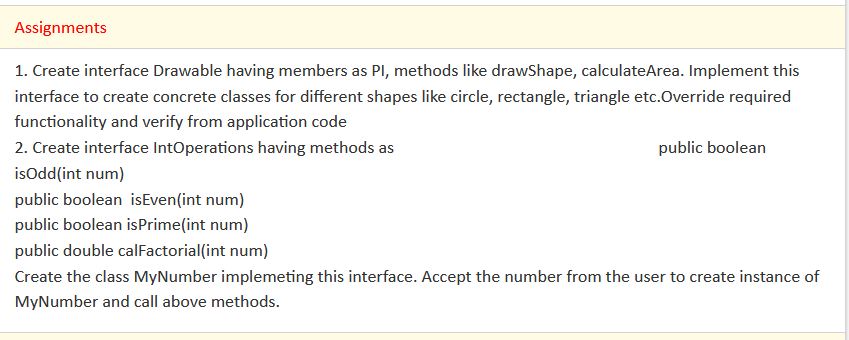 Assignments
1. Create interface Drawable having members as PI, methods like drawShape, calculateArea. Implement this
interface to create concrete classes for different shapes like circle, rectangle, triangle etc.Override required
functionality and verify from application code
2. Create interface IntOperations having methods as public boolean
isOdd(int num)
public boolean  isEven(int num)
public boolean isPrime(int num)
public double calFactorial(int num)
Create the class MyNumber implemeting this interface. Accept the number from the user to create instance of
MyNumber and call above methods.